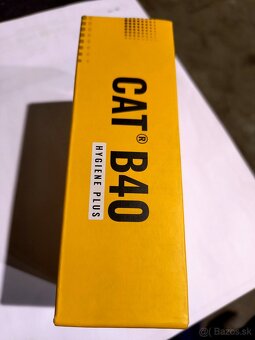 CAT® B40
HYGIENE PLUS
© Bazos.sk